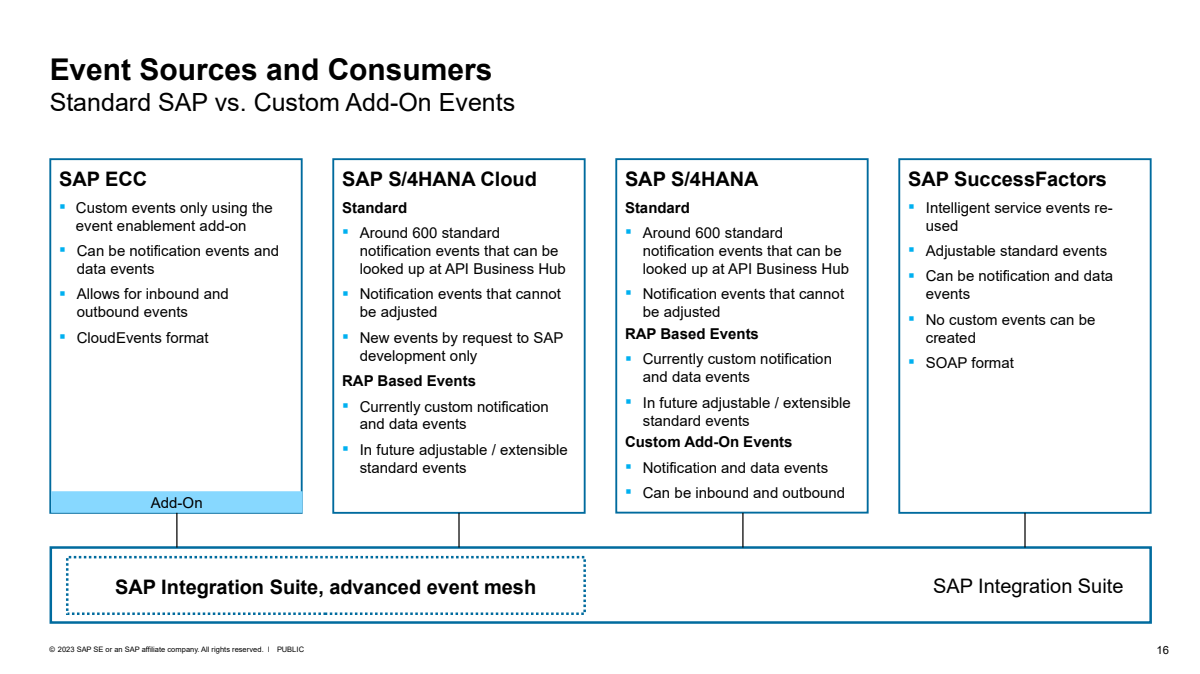 Event Sources and Consumers
Standard SAP vs. Custom Add-On Events
SAP ECC
Custom events only using the
event enablement add-on
Can be notification events and
data events
Allows for inbound and
outbound events
CloudEvents format
Add-On
SAP S/4HANA Cloud
Standard
Around 600 standard
notification events that can be
looked up at API Business Hub
Notification events that cannot
be adjusted
New events by request to SAP
development only
RAP Based Events
Currently custom notification
and data events
In future adjustable / extensible
standard events
SAP S/4HANA
Standard
Around 600 standard
notification events that can be
looked up at API Business Hub
Notification events that cannot
be adjusted
RAP Based Events
Currently custom notification
and data events
In future adjustable / extensible
standard events
Custom Add-On Events
Notification and data events
Can be inbound and outbound
SAP SuccessFactors
Intelligent service events re-
used
Adjustable standard events
Can be notification and data
events
No custom events can be
created
SOAP format
SAP Integration Suite, advanced event mesh
SAP Integration Suite
© 2023 SAP SE or an SAP affiliate company. All rights reserved. | PUBLIC
16